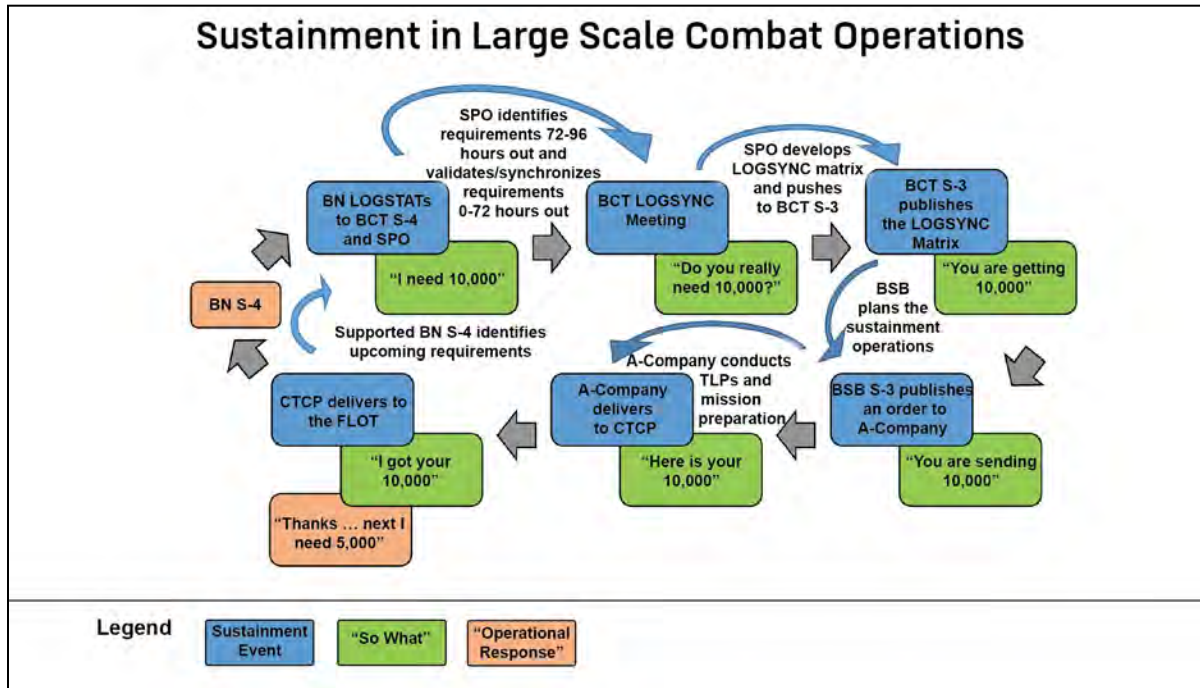 Sustainment in Large Scale Combat Operations
SPO identifies
requirements 72-96
hours out and
validates/synchronizes
requirements
0-72 hours out
SPO develops
LOGSYNC matrix
and pushes
to BCT S-3
BN LOGSTATs
to BCT S-4
and SPO
“I need 10,000”
BCT LOGSYNC
Meeting
“Do you really
need 10,000?”
BCT S-3
publishes
the LOGSYNC
Matrix
“You are getting
10,000”
BN S-4
Supported BN S-4 identifies
upcoming requirements
BSB
plans the
sustainment
operations
A-Company conducts
TLPs and
mission
preparation
CTCP delivers to
the FLOT
“I got your
10,000”
“Thanks ... next I
need 5,000”
A-Company
delivers
to CTCP
“Here is your
10,000”
BSB S-3 publishes
an order to
A-Company
“You are sending
10,000”
Legend
Sustainment
Event
“So What”
“Operational
Response”